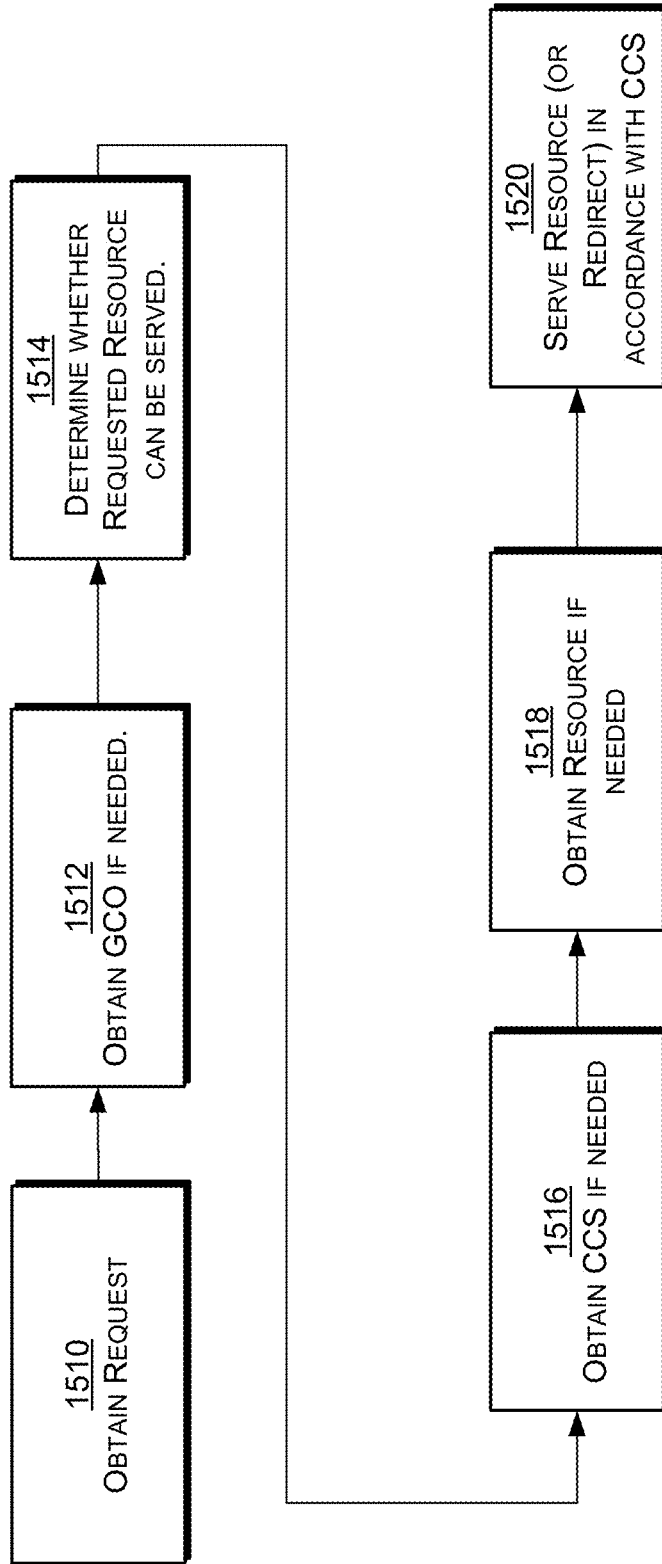 1510
OBTAIN REQUEST
1512
OBTAIN GCO IF NEEDED.
1514
DETERMINE WHETHER
REQUESTED RESOURCE
CAN BE SERVED.
1516
OBTAIN CCS IF NEEDED
1518
OBTAIN RESOURCE IF
NEEDED
1520
SERVE RESOURCE (OR
REDIRECT) IN
ACCORDANCE WITH CCS